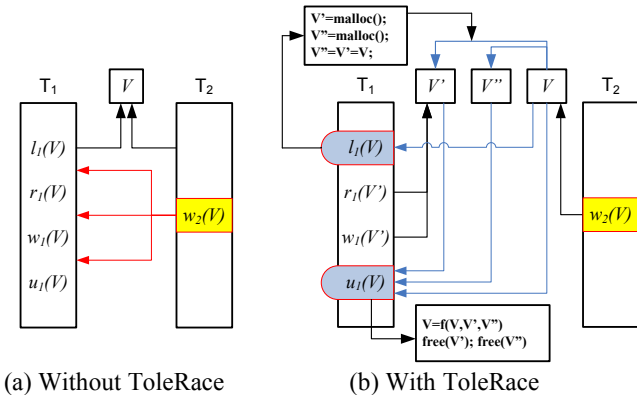 V'=malloc();
V''=malloc();
V''=V'=V;
T1
V
T2
l1(V)
r1(V)
w1(V)
u1(V)
w2(V)
T1
V'
V''
V
T2
l1(V)
r1(V')
w1(V')
u1(V)
w2(V)
V=f(V,V',V'')
free(V'); free(V'')
(a) Without ToleRace
(b) With ToleRace